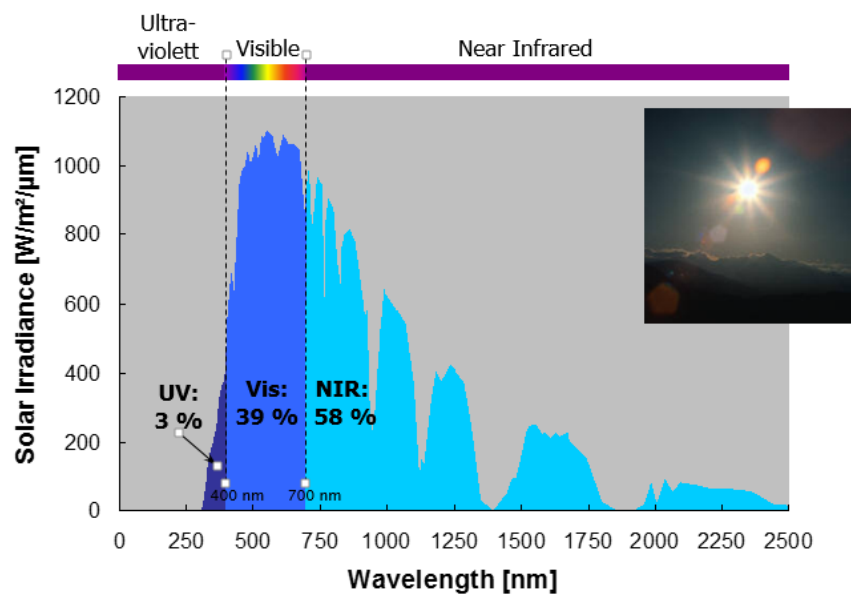 Ultra-
violett
Visible
Near Infrared
Solar Irradiance [W/m²/µm]
1200
1000
800
600
400
200
0
UV:
3 %
Vis:
39 %
NIR:
58 %
400 nm
700 nm
0
250
500
750
1000
1250
1500
1750
2000
2250
2500
Wavelength [nm]